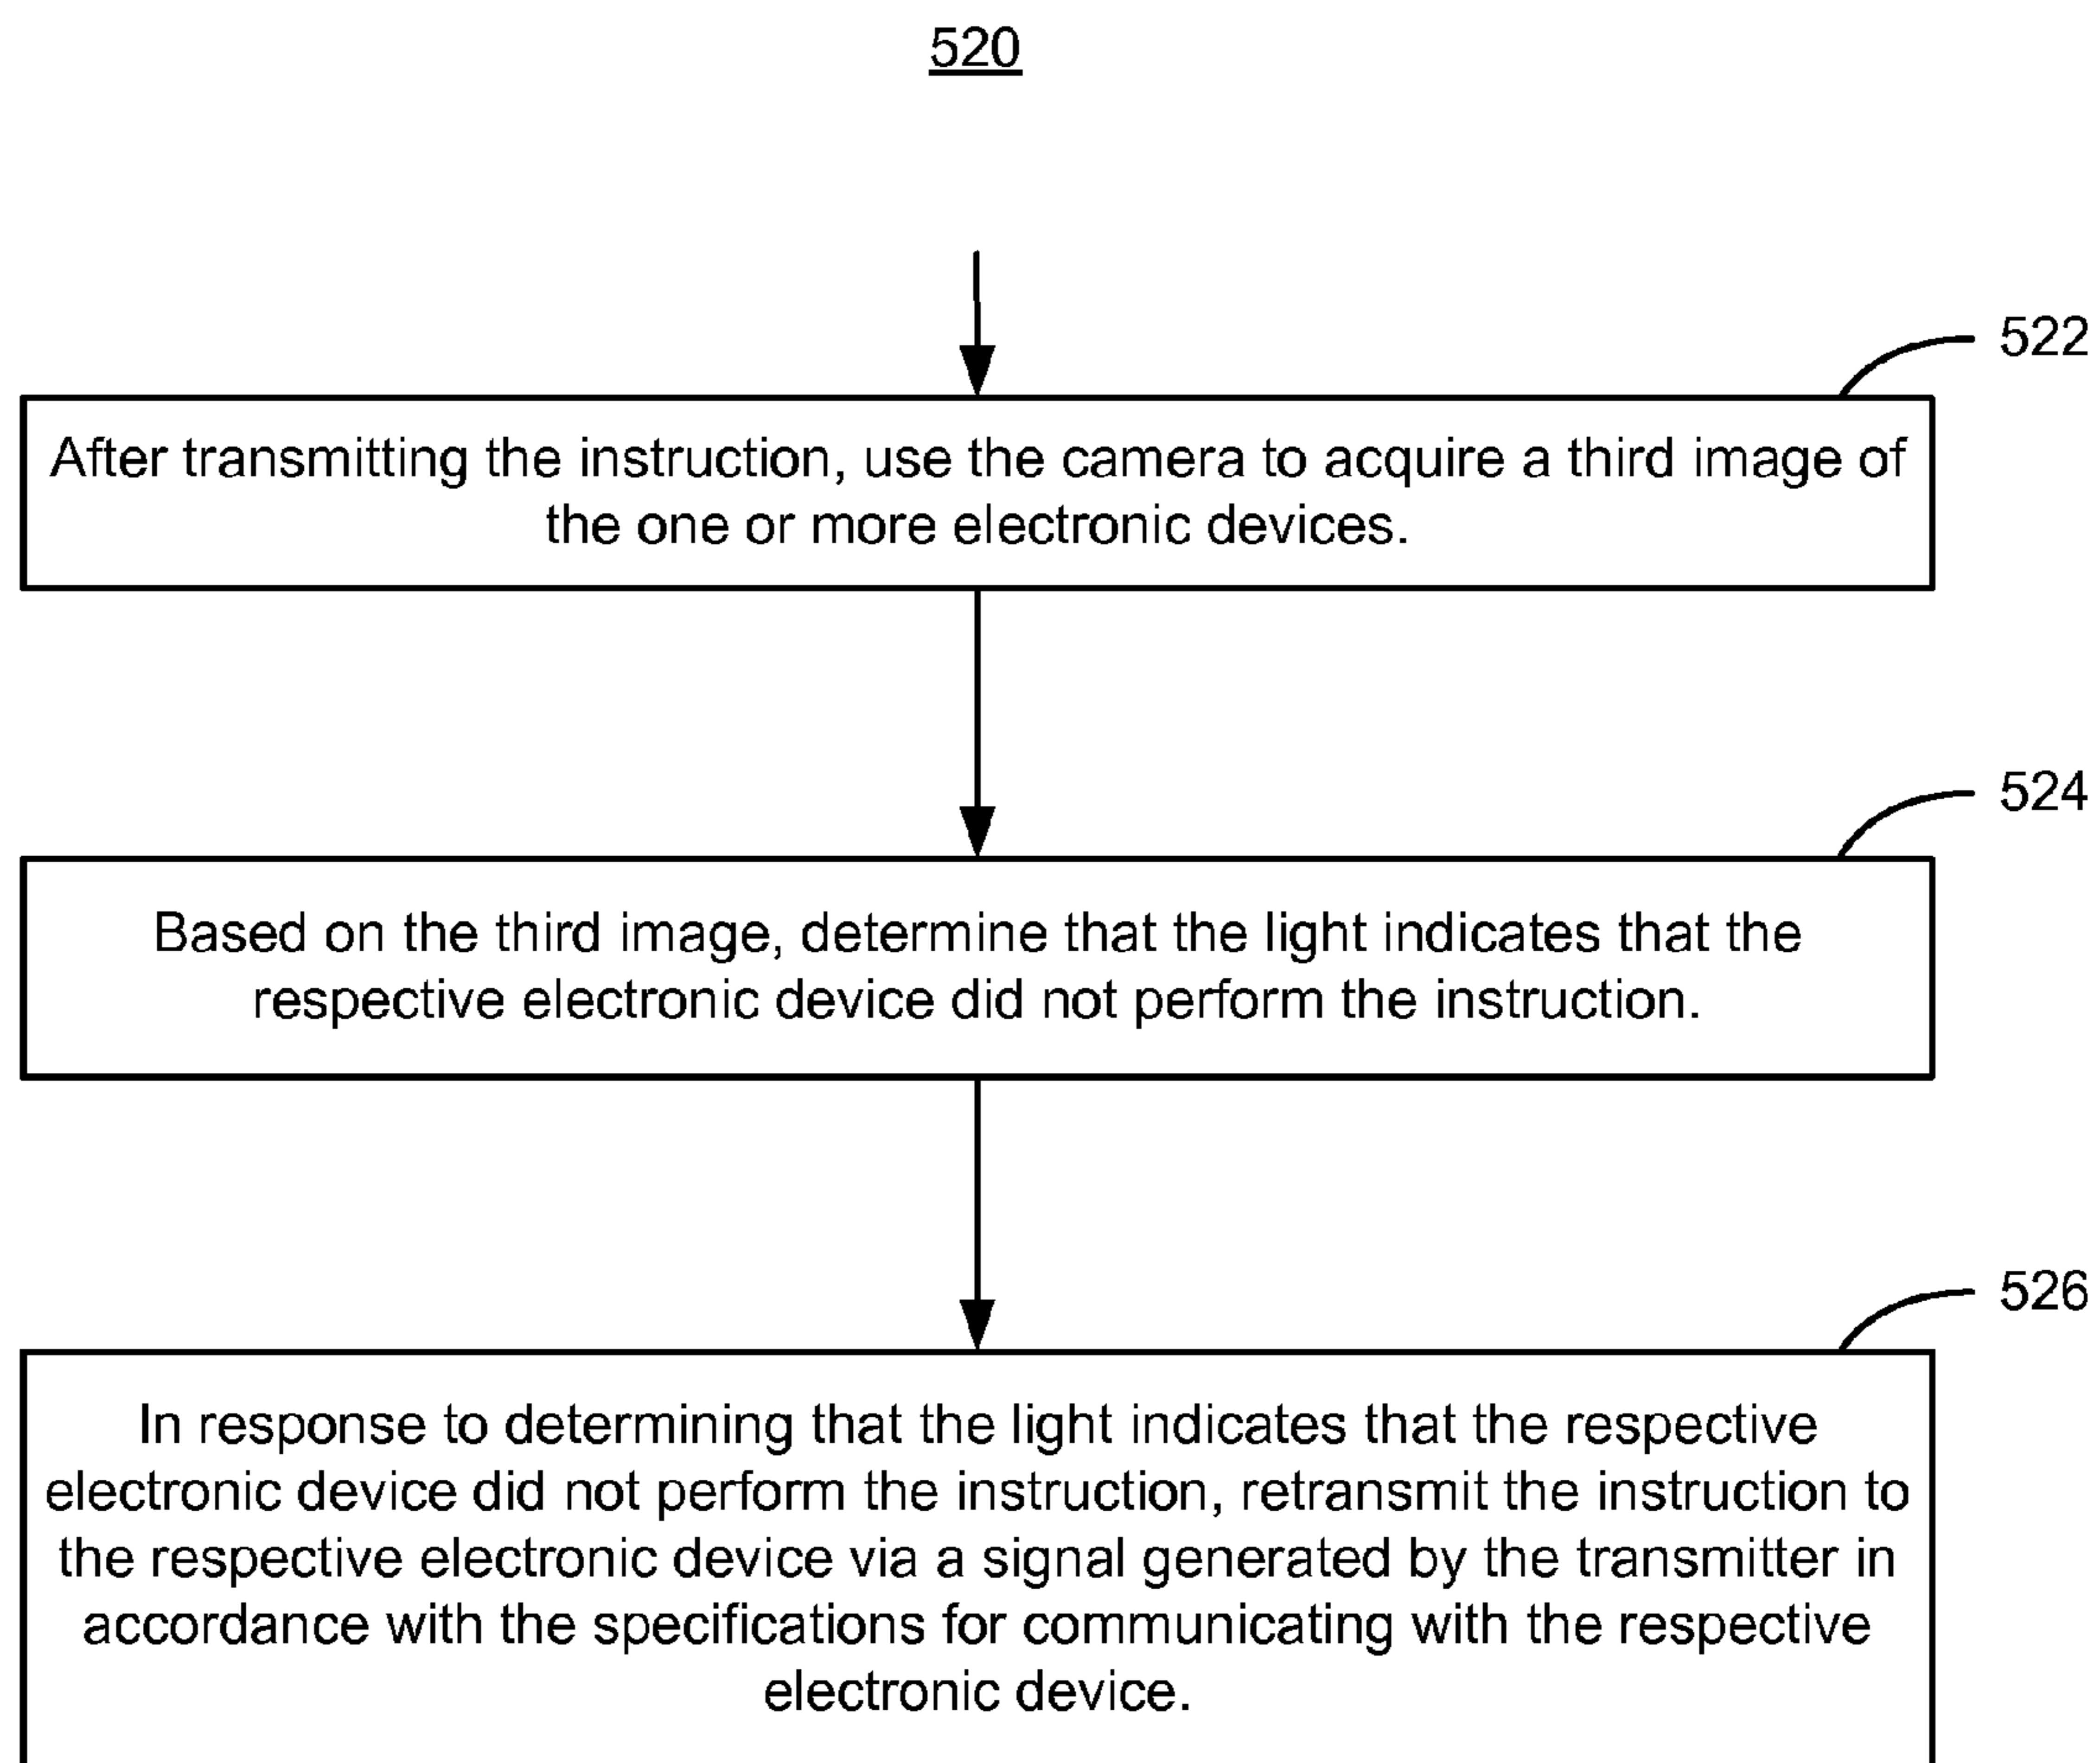 520
522
After transmitting the instruction, use the camera to acquire a third image of
the one or more electronic devices.
524
Based on the third image, determine that the light indicates that the
respective electronic device did not perform the instruction.
526
In response to determining that the light indicates that the respective
electronic device did not perform the instruction, retransmit the instruction to
the respective electronic device via a signal generated by the transmitter in
accordance with the specifications for communicating with the respective
electronic device.